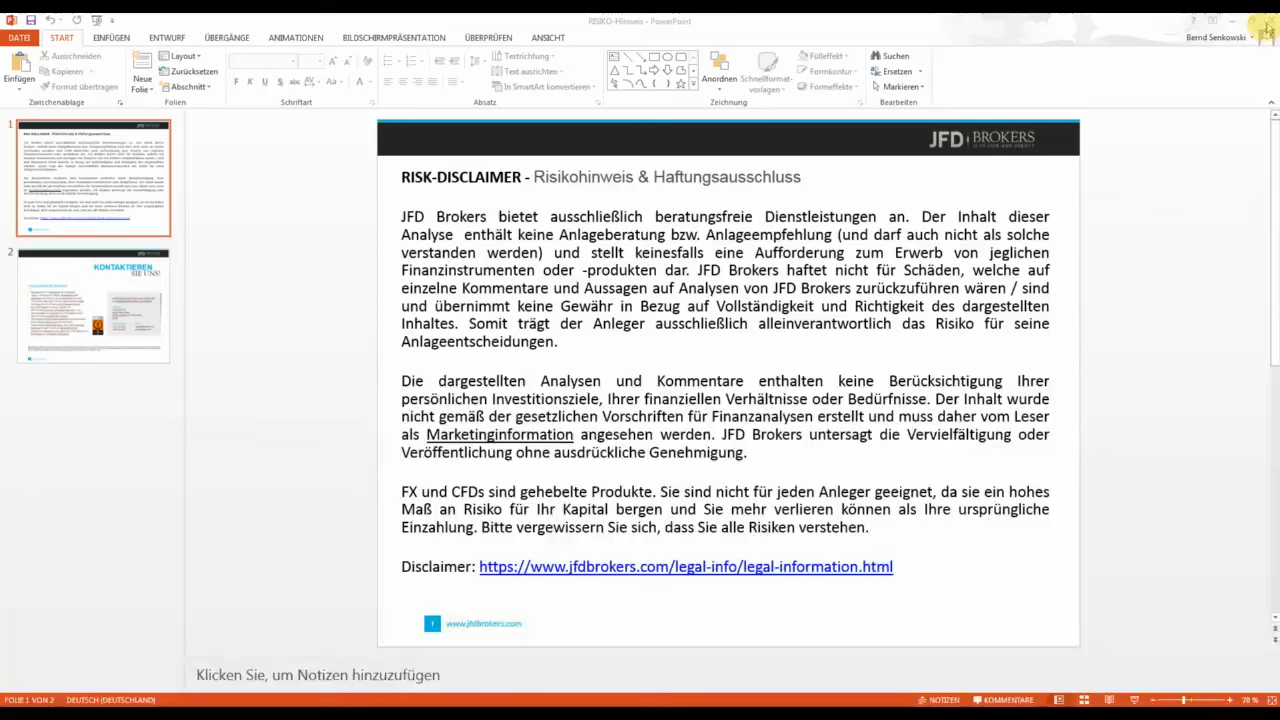 RISIKO-Hinweis - PowerPoint
DATEI START EINFÜGEN ENTWURF ÜBERGÄNGE ANIMATIONEN BILDSCHIRMPRÄSENTATION ÜBERPRÜFEN ANSICHT Bernd Senkowski
Einfügen
Ausschneiden
Kopieren
Format übertragen
Zwischenablage
Neue Folie
Layout
Zurücksetzen
Abschnitt
Folien
F K U S abc AV Aa A
Schriftart
Textrichtung
Text ausrichten
In SmartArt konvertieren
Absatz
Anordnen
Schnellformat-
vorlagen
Fülleffekt
Formkontur
Formeffekte
Zeichnung
Suchen
Ersetzen
Markieren
Bearbeiten
1
2
KONTAKTIEREN
SIE UNS!
JFD BROKERS
RISK-DISCLAIMER - Risikohinweis & Haftungsausschuss
JFD Brokers bietet ausschließlich beratungsfreie Dienstleistungen an. Der Inhalt dieser
Analyse enthält keine Anlageberatung bzw. Anlageempfehlung (und darf auch nicht als solche
verstanden werden) und stellt keinesfalls eine Aufforderung zum Erwerb von jeglichen
Finanzinstrumenten oder -produkten dar. JFD Brokers haftet nicht für Schäden, welche auf
einzelne Kommentare und Aussagen auf Analysen von JFD Brokers zurückzuführen wären / sind
und übernimmt keine Gewähr in Bezug auf Vollständigkeit und Richtigkeit des dargestellten
Inhaltes. Somit trägt der Anleger ausschließlich alleinverantwortlich das Risiko für seine
Anlageentscheidungen.
Die dargestellten Analysen und Kommentare enthalten keine Berücksichtigung Ihrer
persönlichen Investitionsziele, Ihrer finanziellen Verhältnisse oder Bedürfnisse. Der Inhalt wurde
nicht gemäß der gesetzlichen Vorschriften für Finanzanalysen erstellt und muss daher vom Leser
als Marketinginformation angesehen werden. JFD Brokers untersagt die Vervielfältigung oder
Veröffentlichung ohne ausdrückliche Genehmigung.
FX und CFDs sind gehebelte Produkte. Sie sind nicht für jeden Anleger geeignet, da sie ein hohes
Maß an Risiko für Ihr Kapital bergen und Sie mehr verlieren können als Ihre ursprüngliche
Einzahlung. Bitte vergewissern Sie sich, dass Sie alle Risiken verstehen.
Disclaimer: https://www.jfdbrokers.com/legal-info/legal-information.html
www.jfdbrokers.com
Klicken Sie, um Notizen hinzuzufügen
FOLIE 1 VON 2 DEUTSCH (DEUTSCHLAND) NOTIZEN KOMMENTARE 78 %